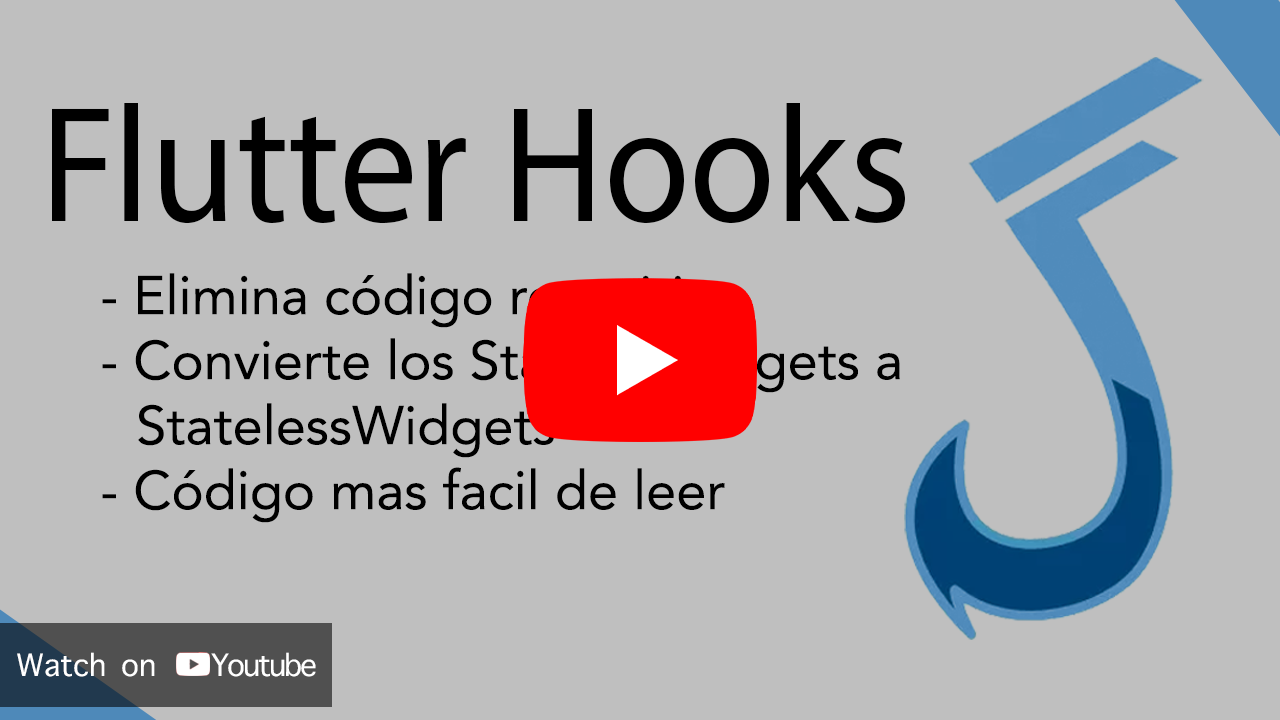 Flutter Hooks
- Elimina código
- Convierte los a
StatelessWidgets
- Código mas facil de leer
Watch on Youtube